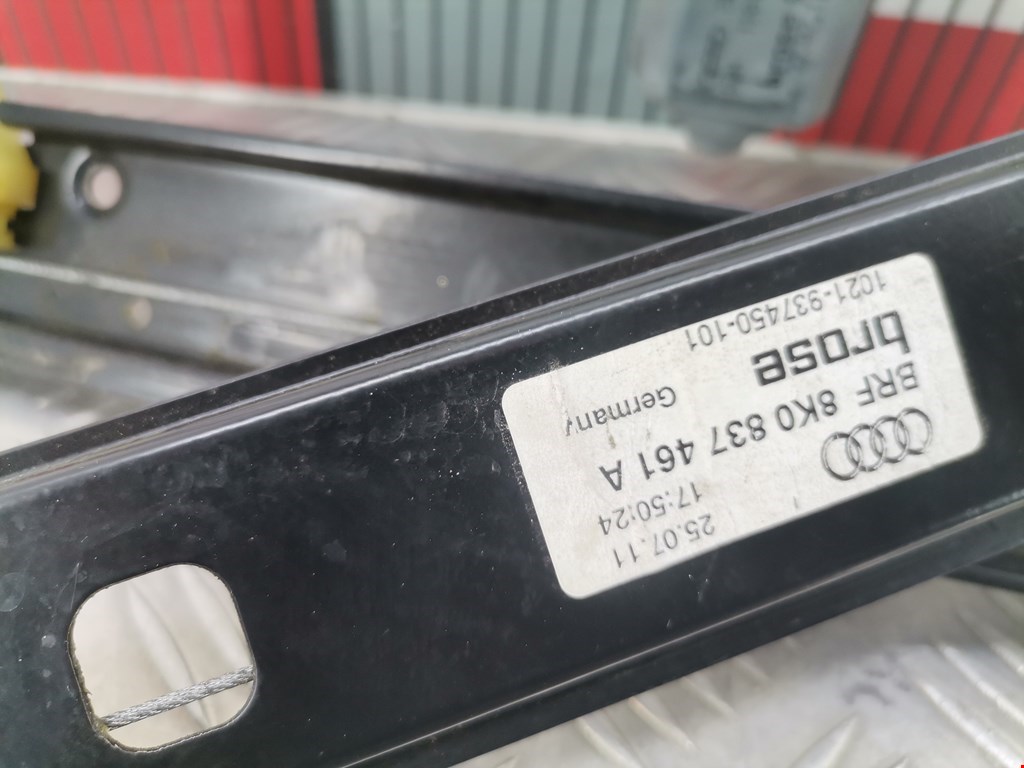 25.07.11
17:50:24
BRF 8K0 837 461 A
brose
Germany
1021-937450-101